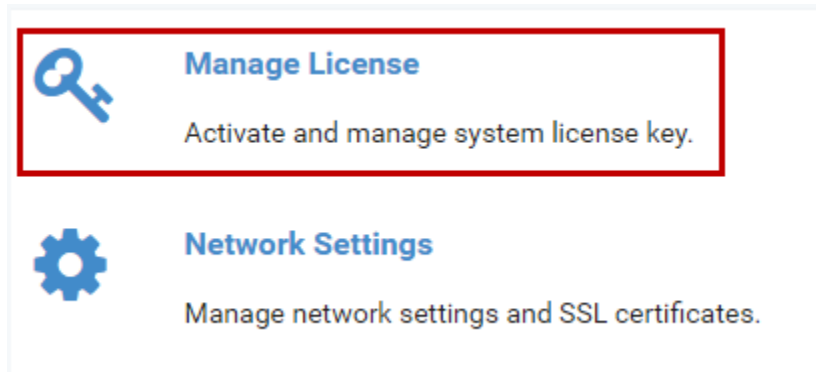 Manage License
Activate and manage system license key.
Network Settings
Manage network settings and SSL certificates.